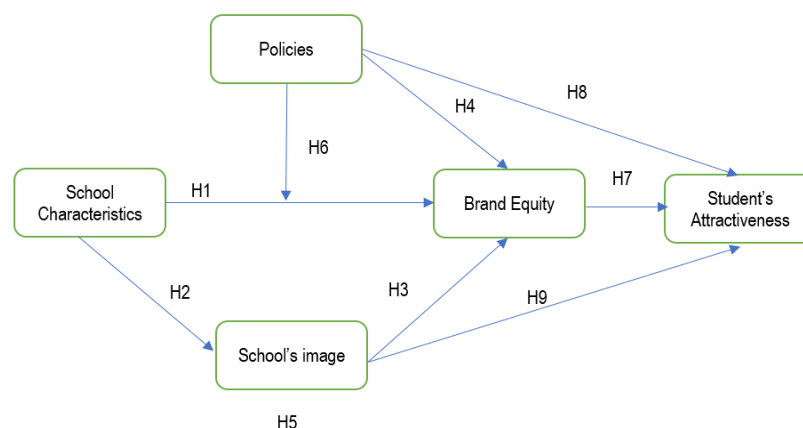 Policies
H8
H4
H6
School
Characteristics
H1
Brand Equity
H7
Student’s
Attractiveness
H2
H3
H9
School’s image
H5